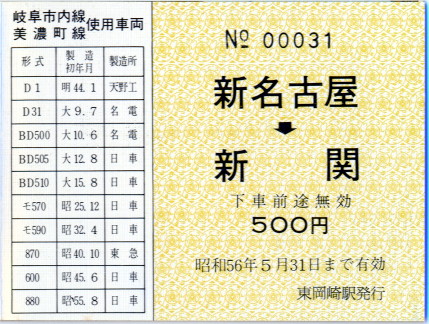 岐阜市内線
美濃町線
使用車両
形式 製造初年月 製造所
D1 明44.1 天野工
D31 大9.7 名電
BD500 大10.6 名電
BD505 大12.8 日車
BD510 大15.8 日車
モ570 昭25.12 日車
モ590 昭32.4 日車
870 昭40.10 東急
600 昭45.6 日車
880 昭55.8 日車
No 00031
新名古屋
新関
下車前途無効
500円
昭和56年5月31日まで有効
東岡崎駅発行